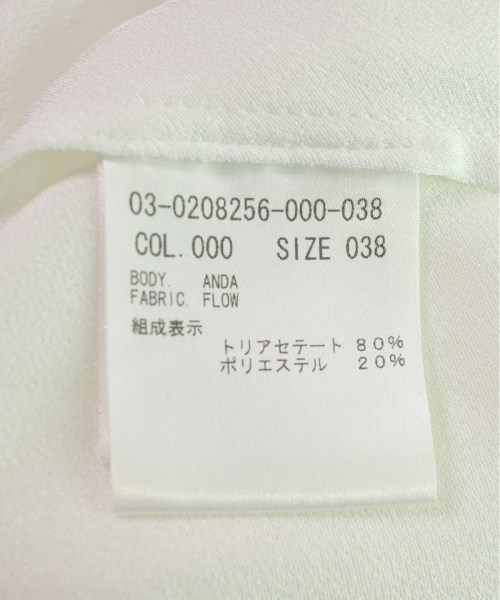 03-0208256-000-038
COL. 000 SIZE 038
BODY. ANDA
FABRIC. FLOW
組成表示
トリアセテート 80%
ポリエステル 20%